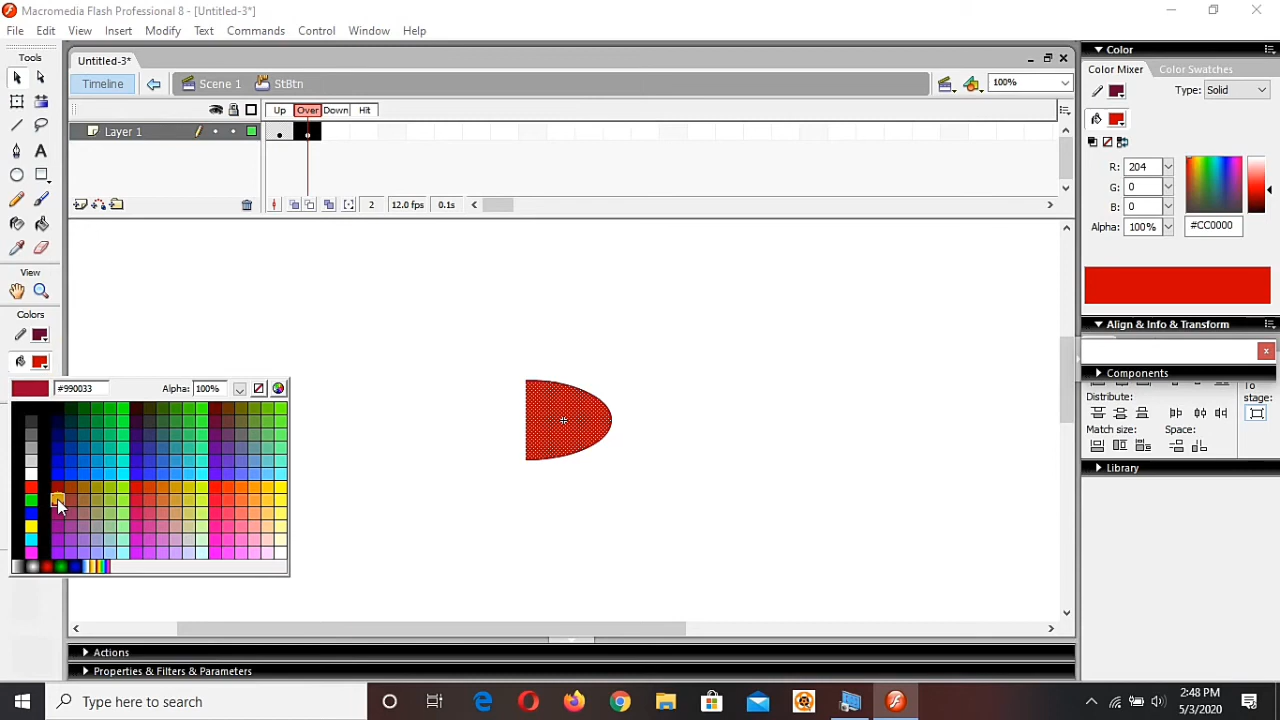 Macromedia Flash Professional 8 - [Untitled-3*]
File Edit View Insert Modify Text Commands Control Window Help
Tools
Untitled-3*
Timeline Scene 1 StBtn 100%
Up Over Down Hit
Layer 1
2 12.0 fps 0.1s
View
Colors
#990033 Alpha: 100%
Actions
Properties & Filters & Parameters
Color
Color Mixer Color Swatches
Type: Solid
R: 204
G: 0
B: 0
Alpha: 100% #CC0000
Align & Info & Transform
Components
Distribute: To
stage:
Match size: Space:
Library
Type here to search
2:48 PM
5/3/2020